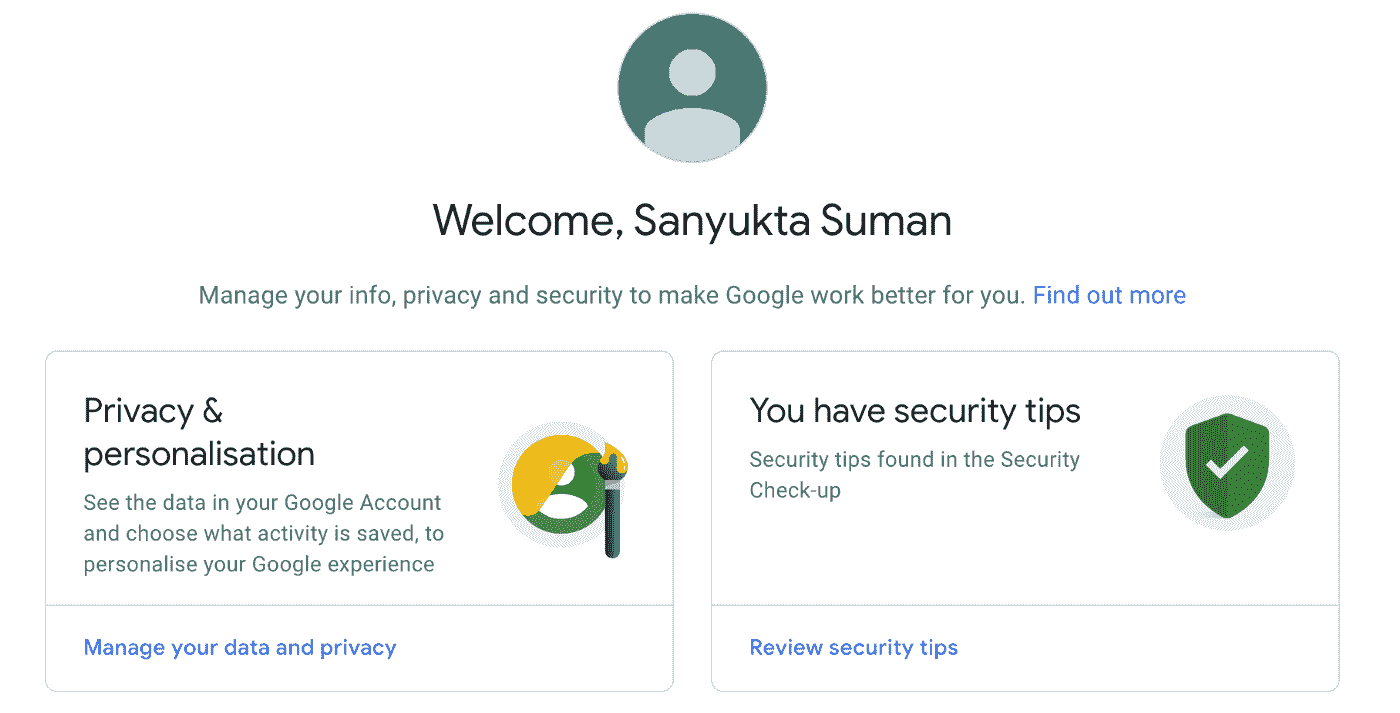 Welcome, Sanyukta Suman
Manage your info, privacy and security to make Google work better for you. Find out more
Privacy &
personalisation
See the data in your Google Account
and choose what activity is saved, to
personalise your Google experience
Manage your data and privacy
You have security tips
Security tips found in the Security
Check-up
Review security tips